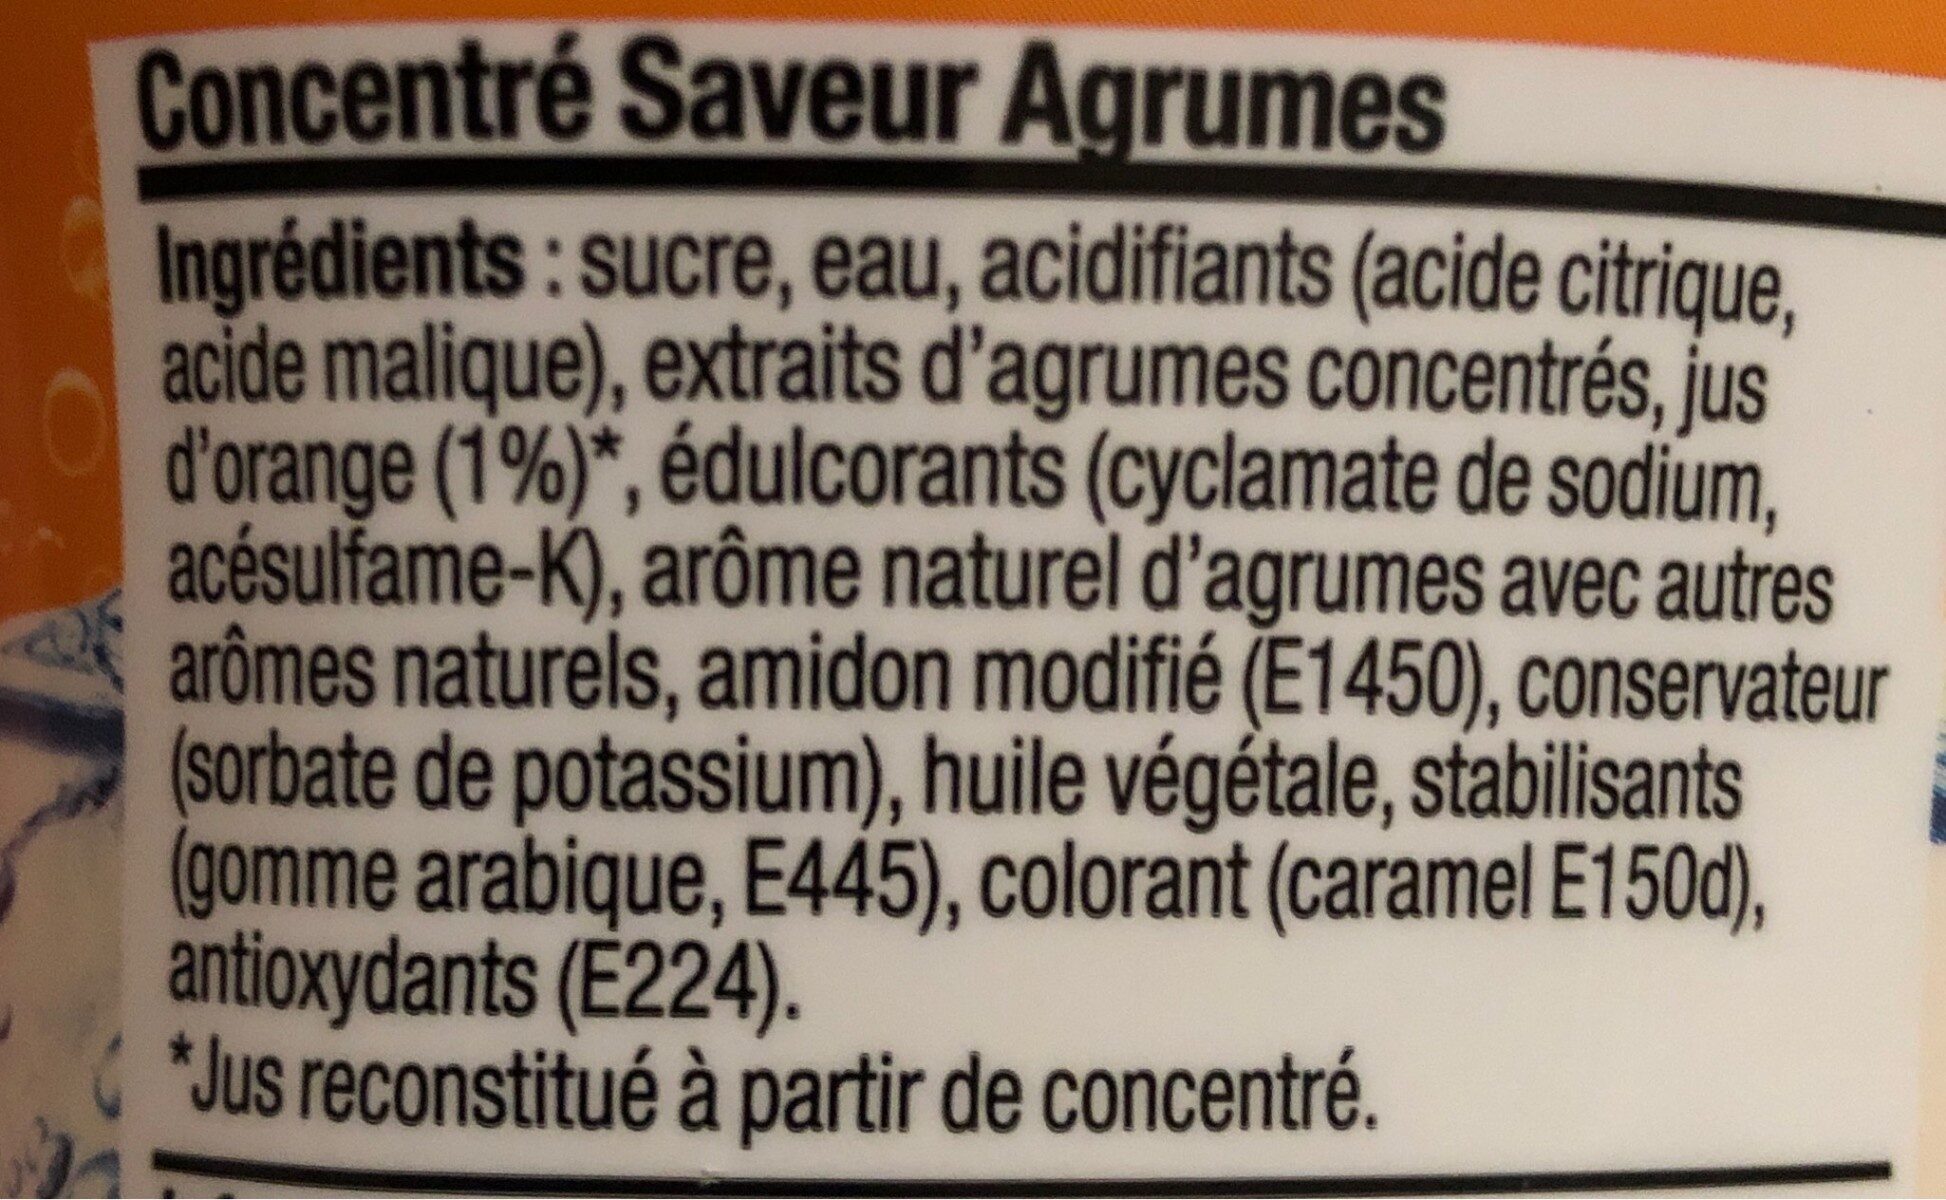 Concentré Saveur Agrumes
Ingrédients : sucre, eau, acidifiants (acide citrique,
acide malique), extraits d'agrumes concentrés, jus
d'orange (1%)*, édulcorants (cyclamate de sodium,
acésulfame-K), arôme naturel d'agrumes avec autres
arômes naturels, amidon modifié (E1450), conservateur
(sorbate de potassium), huile végétale, stabilisants
(gomme arabique, E445), colorant (caramel E150d),
antioxydants (E224).
*Jus reconstitué à partir de concentré.